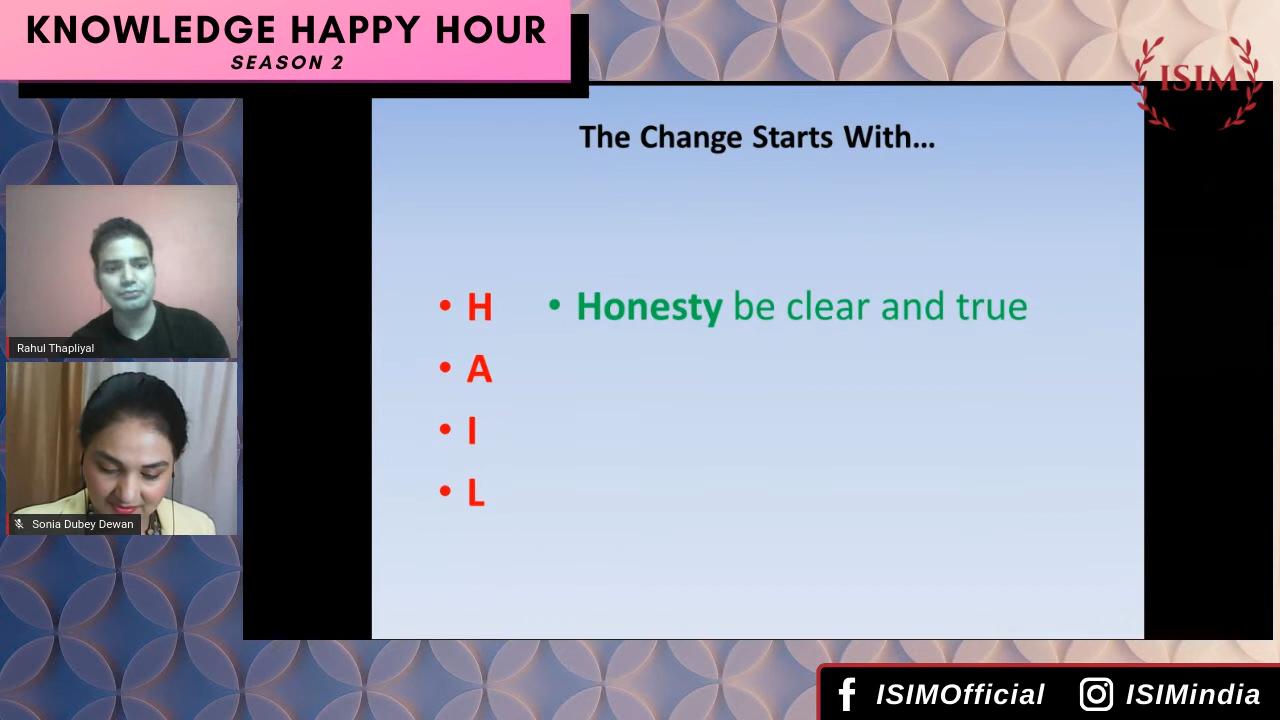 KNOWLEDGE HAPPY HOUR
SEASON 2
ISIM
The Change Starts With...
• H
• Honesty be clear and true
• A
• I
• L
Rahul Thapliyal
Sonia Dubey Dewan
ISIMOfficial
ISIMindia